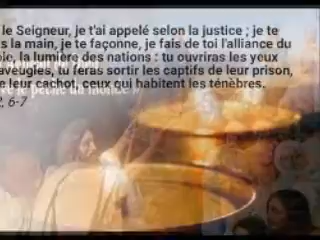 le Seigneur, je t'ai appelé selon la justice ; je te
s la main, je te façonne, je fais de toi l'alliance du
la lumière des nations : tu ouvriras les yeux
aveugles, tu feras sortir les captifs de leur prison,
e leur cachot, ceux qui habitent les ténèbres.
6-7